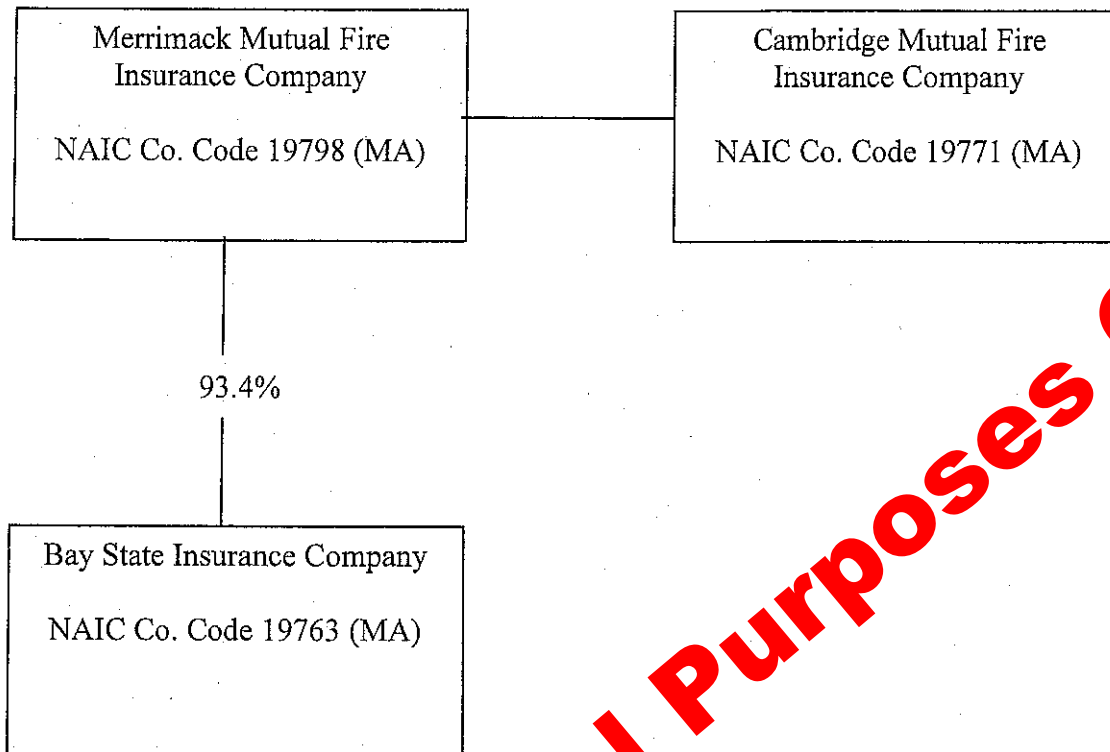 Merrimack Mutual Fire
Insurance Company
NAIC Co. Code 19798 (MA)
Cambridge Mutual Fire
Insurance Company
NAIC Co. Code 19771 (MA)
93.4%
Bay State Insurance Company
NAIC Co. Code 19763 (MA)
Purposes